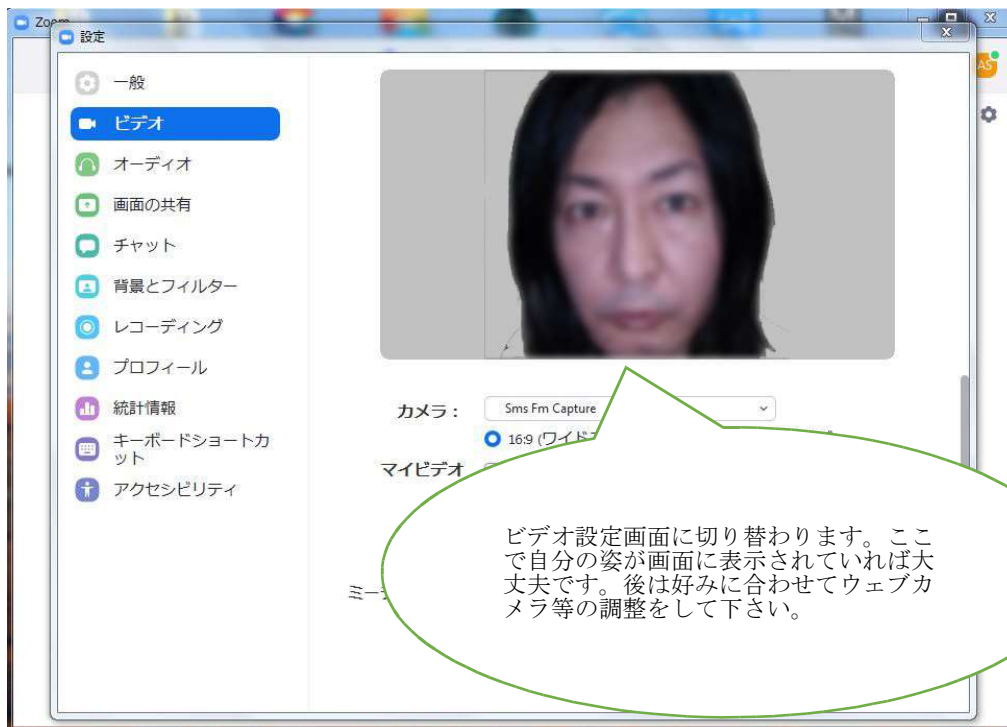 Zoom
設定
AS
一般
ビデオ
オーディオ
画面の共有
チャット
背景とフィルター
レコーディング
プロフィール
統計情報
キーボードショートカ
ット
アクセシビリティ
カメラ：
Sms Fm Capture
16:9 (ワイド
マイビデオ
ミー
ビデオ設定画面に切り替わります。ここ
で自分の姿が画面に表示されていれば大
丈夫です。後は好みに合わせてウェブカ
メラ等の調整をして下さい。